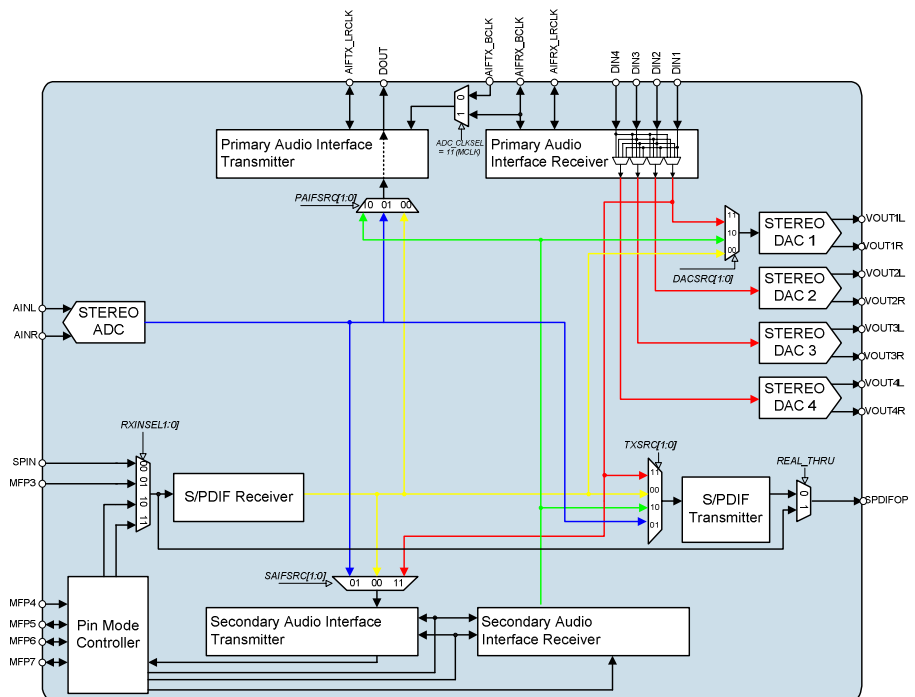 AIFTX_LRCLK
DOUT
AIFTX_BCLK
AIFRX_BCLK
AIFRX_LRCLK
DIN4
DIN3
DIN2
DIN1
Primary Audio Interface
Transmitter
0
1
ADC_CLKSEL
= 11 (MCLK)
Primary Audio
Interface Receiver
PAIFSRC[1:0]
10 01 00
11
10
00
DACSRC[1:0]
STEREO
DAC 1
VOUT1L
VOUT1R
STEREO
DAC 2
VOUT2L
VOUT2R
STEREO
DAC 3
VOUT3L
VOUT3R
STEREO
DAC 4
VOUT4L
VOUT4R
AINL
AINR
STEREO
ADC
RXINSEL1:0]
SPIN
MFP3
00
01
10
11
S/PDIF Receiver
TXSRC[1:0]
11
00
10
01
S/PDIF
Transmitter
REAL_THRU
0
1
SPDIFOP
SAIFSRC[1:0]
01 00 11
MFP4
MFP5
MFP6
MFP7
Pin Mode
Controller
Secondary Audio Interface
Transmitter
Secondary Audio
Interface Receiver